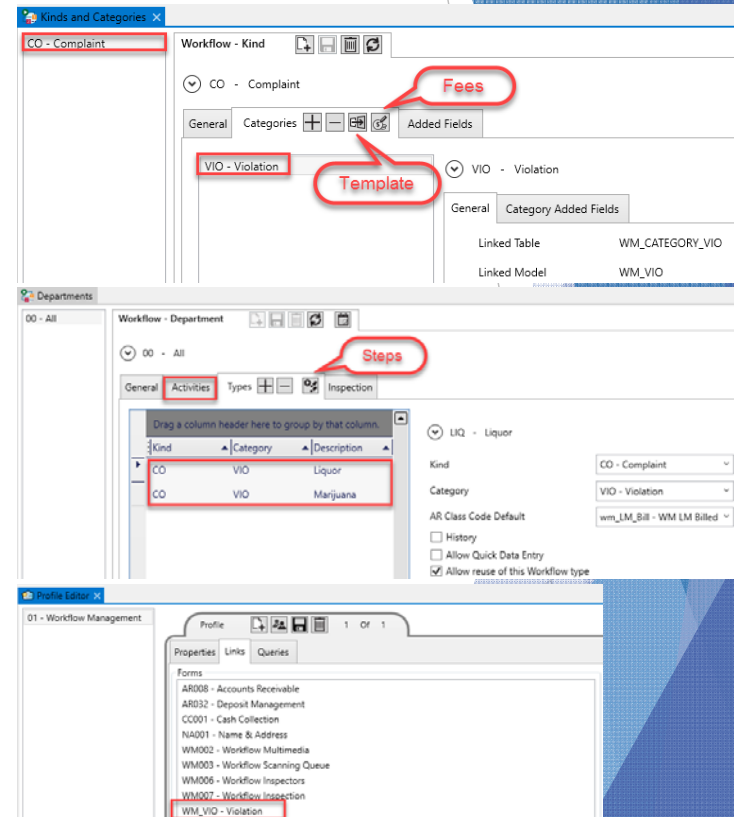 Kinds and Categories ×
CO - Complaint
Workflow - Kind
CO - Complaint
Fees
General Categories Added Fields
VIO - Violation
Template
VIO - Violation
General Category Added Fields
Linked Table WM_CATEGORY_VIO
Linked Model WM_VIO
Departments
00 - All
Workflow - Department
00 - All
Steps
General Activities Types Inspection
Drag a column header here to group by that column.
Kind Category Description
CO VIO Liquor
CO VIO Marijuana
LIQ - Liquor
Kind CO - Complaint
Category VIO - Violation
AR Class Code Default wm_LM_Bill - WM LM Billed
History
Allow Quick Data Entry
Allow reuse of this Workflow type
Profile Editor ×
01 - Workflow Management
Profile 1 Of 1
Properties Links Queries
Forms
AR008 - Accounts Receivable
AR032 - Deposit Management
CC001 - Cash Collection
NA001 - Name & Address
WM002 - Workflow Multimedia
WM003 - Workflow Scanning Queue
WM006 - Workflow Inspectors
WM007 - Workflow Inspection
WM_VIO - Violation